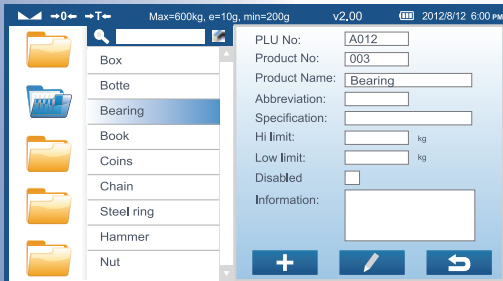 →0← →T← Max=600kg, e=10g, min=200g v2.00 2012/8/12 6:00 PM
Box
Botte
Bearing
Book
Coins
Chain
Steel ring
Hammer
Nut
PLU No: A012
Product No: 003
Product Name: Bearing
Abbreviation:
Specification:
Hi limit: kg
Low limit: kg
Disabled
Information: